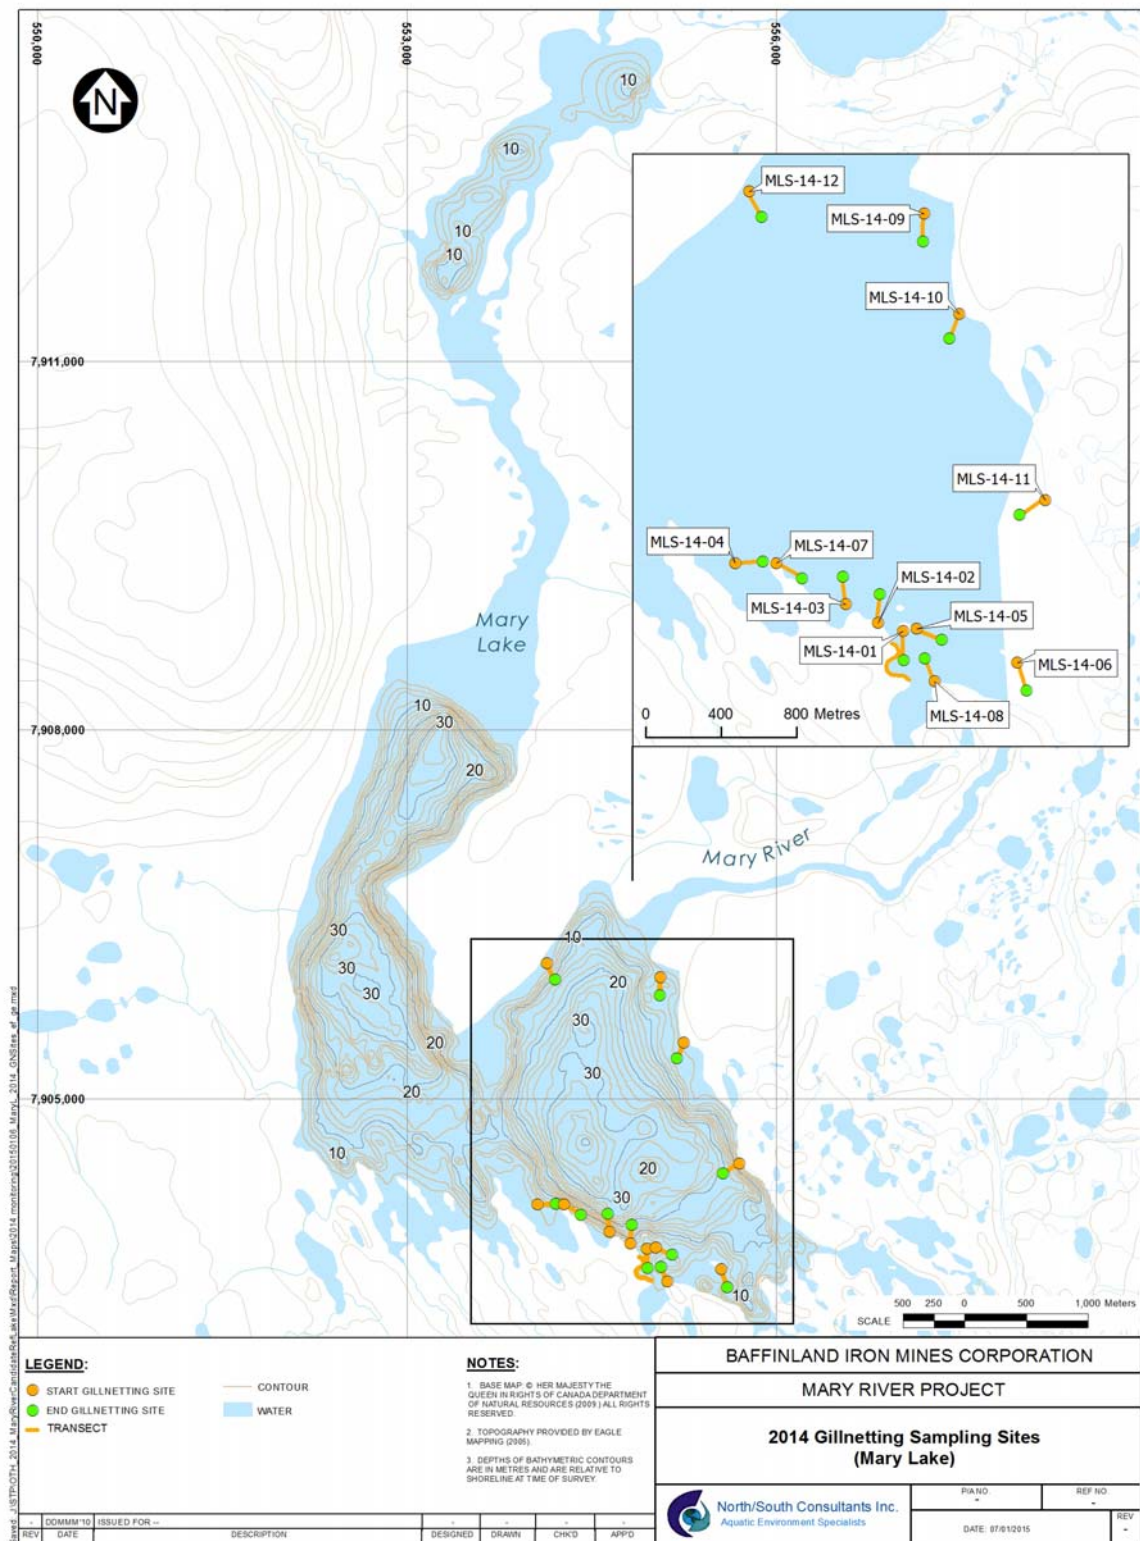 550,000
553,000
556,000
N
10
10
10
10
MLS-14-12
MLS-14-09
MLS-14-10
7,911,000
MLS-14-11
MLS-14-04
MLS-14-07
MLS-14-02
MLS-14-03
MLS-14-05
MLS-14-01
MLS-14-06
MLS-14-08
0 400 800 Metres
Mary
Lake
10
30
7,908,000
20
Mary River
30
10
30
20
30
30
20
30
20
7,905,000
10
20
30
10
500 250 0 500 1,000 Meters
SCALE
LEGEND:
START GILLNETTING SITE
END GILLNETTING SITE
TRANSECT
CONTOUR
WATER
NOTES:
1. BASE MAP: © HER MAJESTY THE
QUEEN IN RIGHTS OF CANADA DEPARTMENT
OF NATURAL RESOURCES (2009.) ALL RIGHTS
RESERVED.
2. TOPOGRAPHY PROVIDED BY EAGLE
MAPPING (2005).
3. DEPTHS OF BATHYMETRIC CONTOURS
ARE IN METRES AND ARE RELATIVE TO
SHORELINE AT TIME OF SURVEY.
BAFFINLAND IRON MINES CORPORATION
MARY RIVER PROJECT
2014 Gillnetting Sampling Sites
(Mary Lake)
North/South Consultants Inc.
Aquatic Environment Specialists
P/A NO.
-
REF NO.
-
DATE: 07/01/2015
REV
-
- DDMMM'10 ISSUED FOR -- - - - -
REV DATE DESCRIPTION DESIGNED DRAWN CHK'D APP'D